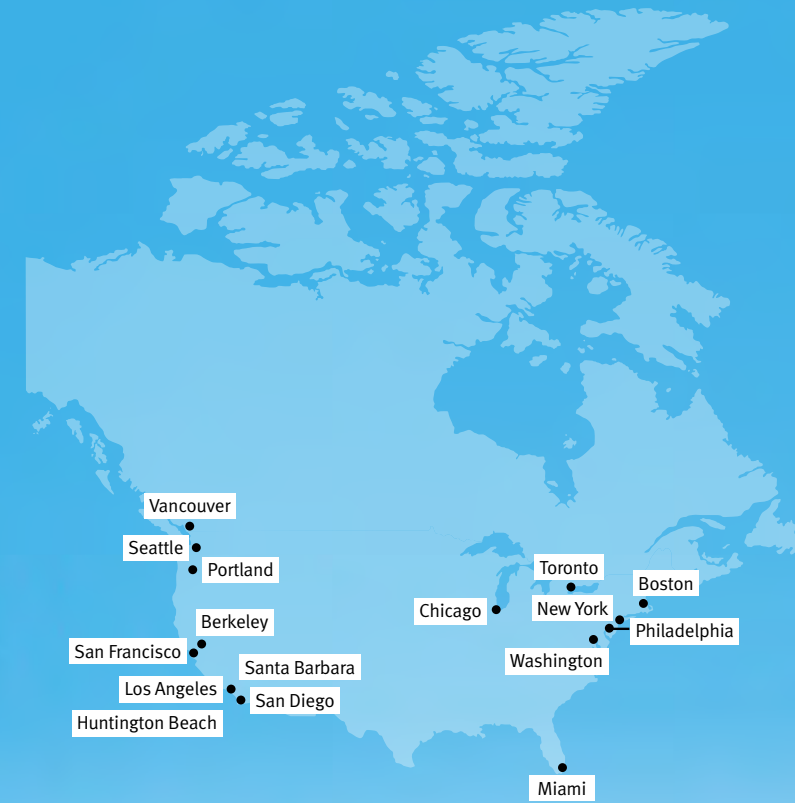 Vancouver
Seattle
Portland
Toronto
Boston
Chicago
New York
Berkeley
Philadelphia
San Francisco
Washington
Santa Barbara
Los Angeles
San Diego
Huntington Beach
Miami